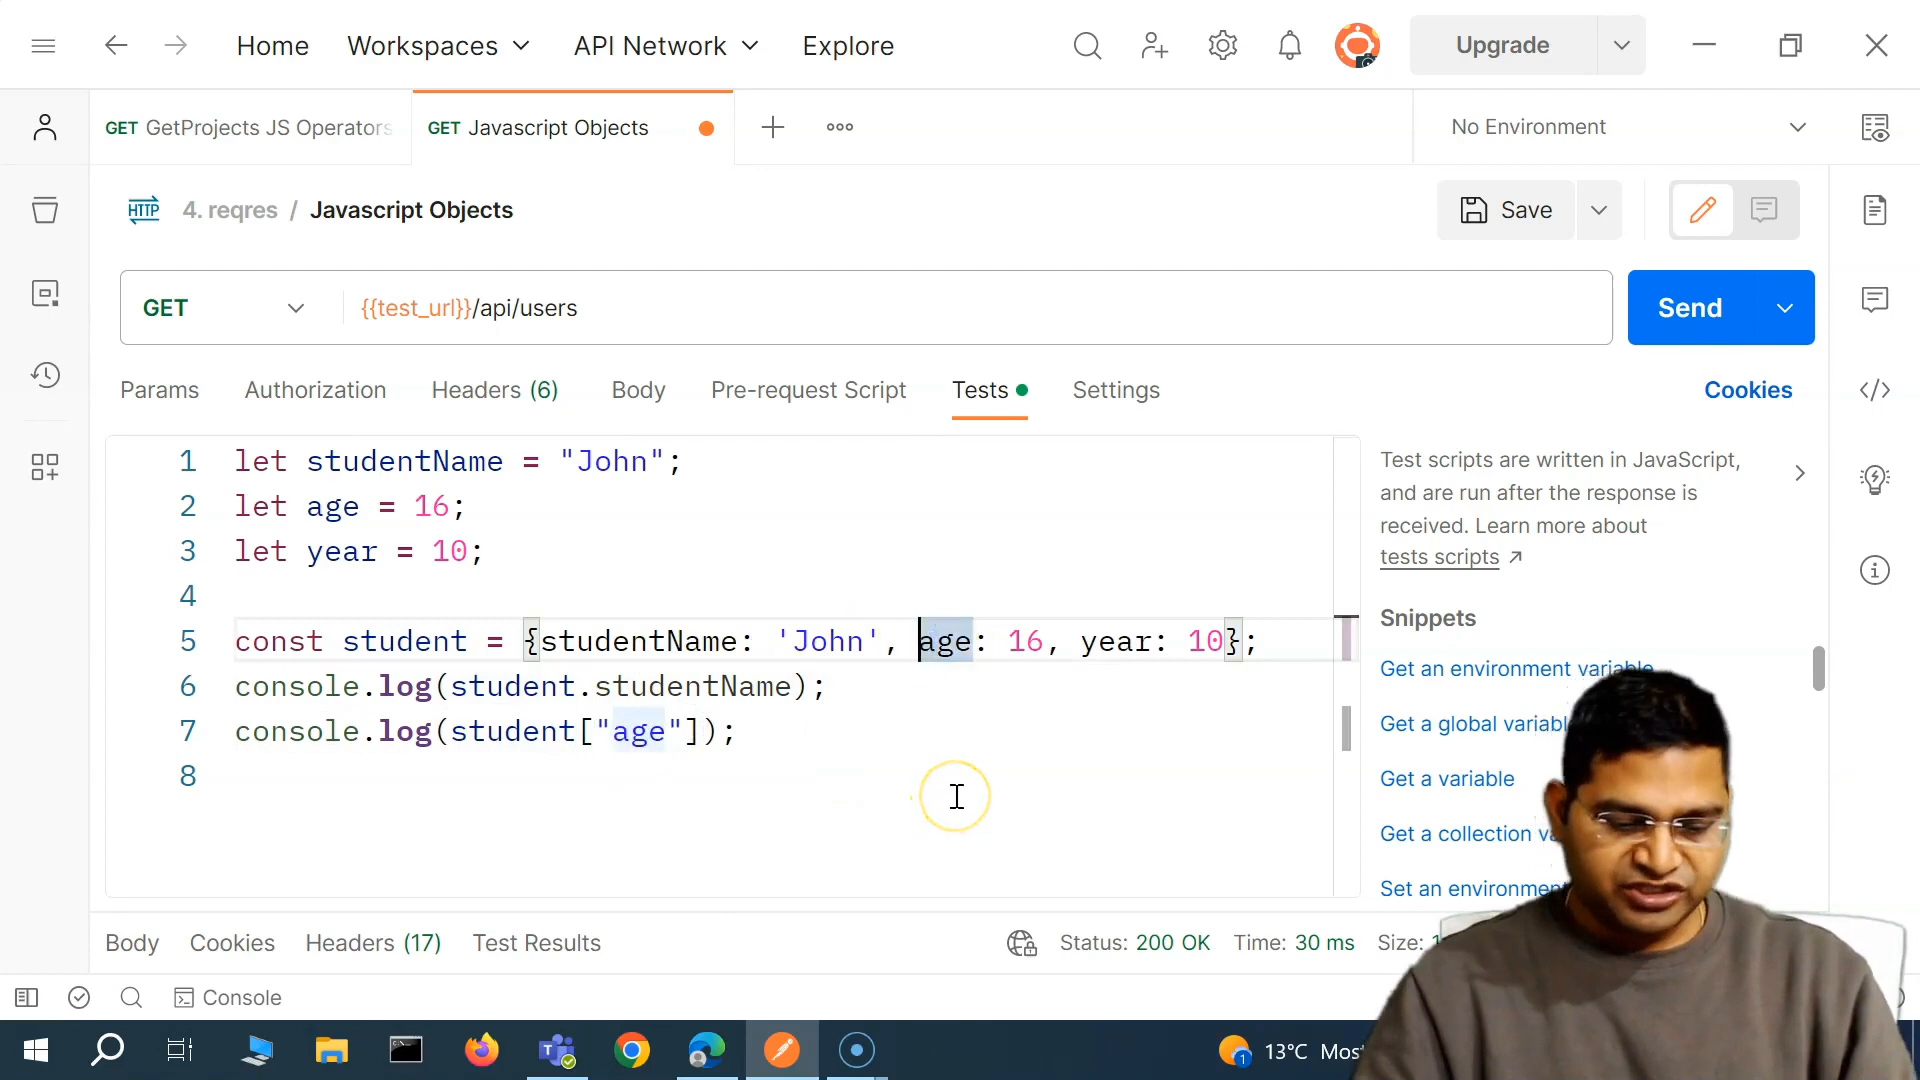 Home Workspaces API Network Explore Upgrade
GET GetProjects JS Operators GET Javascript Objects No Environment
HTTP 4. reqres / Javascript Objects Save
GET {{test_url}}/api/users Send
Params Authorization Headers (6) Body Pre-request Script Tests Settings Cookies
1 let studentName = "John";
2 let age = 16;
3 let year = 10;
4
5 const student = {studentName: 'John', age: 16, year: 10};
6 console.log(student.studentName);
7 console.log(student["age"]);
8
Test scripts are written in JavaScript,
and are run after the response is
received. Learn more about
tests scripts
Snippets
Get an environment variable
Get a global
Get a variable
Get a collection
Set an
Body Cookies Headers (17) Test Results Status: 200 OK Time: 30 ms Size:
Console
1 13°C